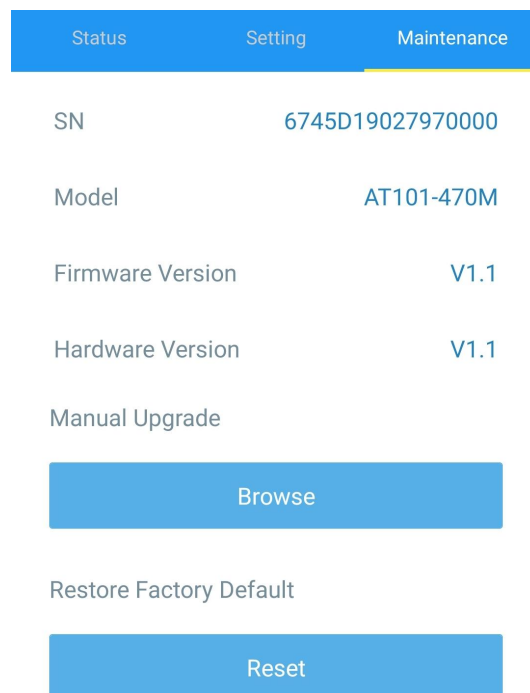 Status Setting Maintenance
SN 6745D19027970000
Model AT101-470M
Firmware Version V1.1
Hardware Version V1.1
Manual Upgrade
Browse
Restore Factory Default
Reset